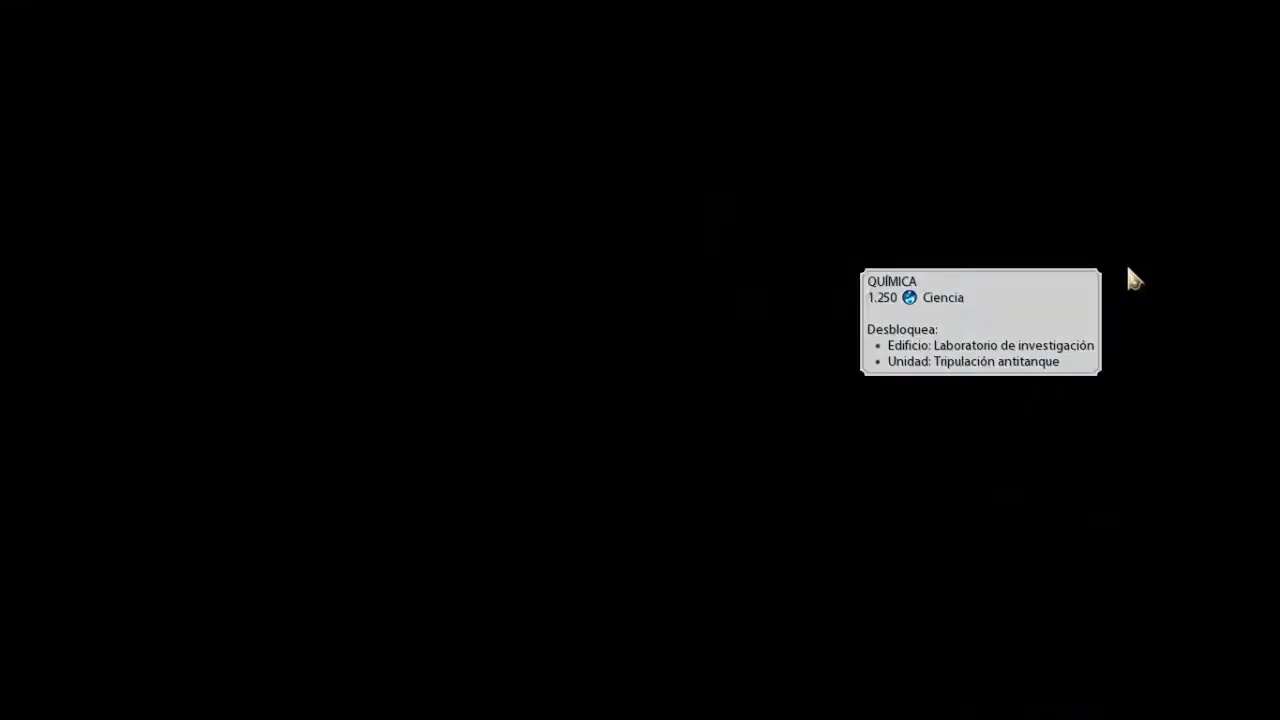 QUÍMICA
1.250 Ciencia
Desbloquea:
• Edificio: Laboratorio de investigación
• Unidad: Tripulación antitanque